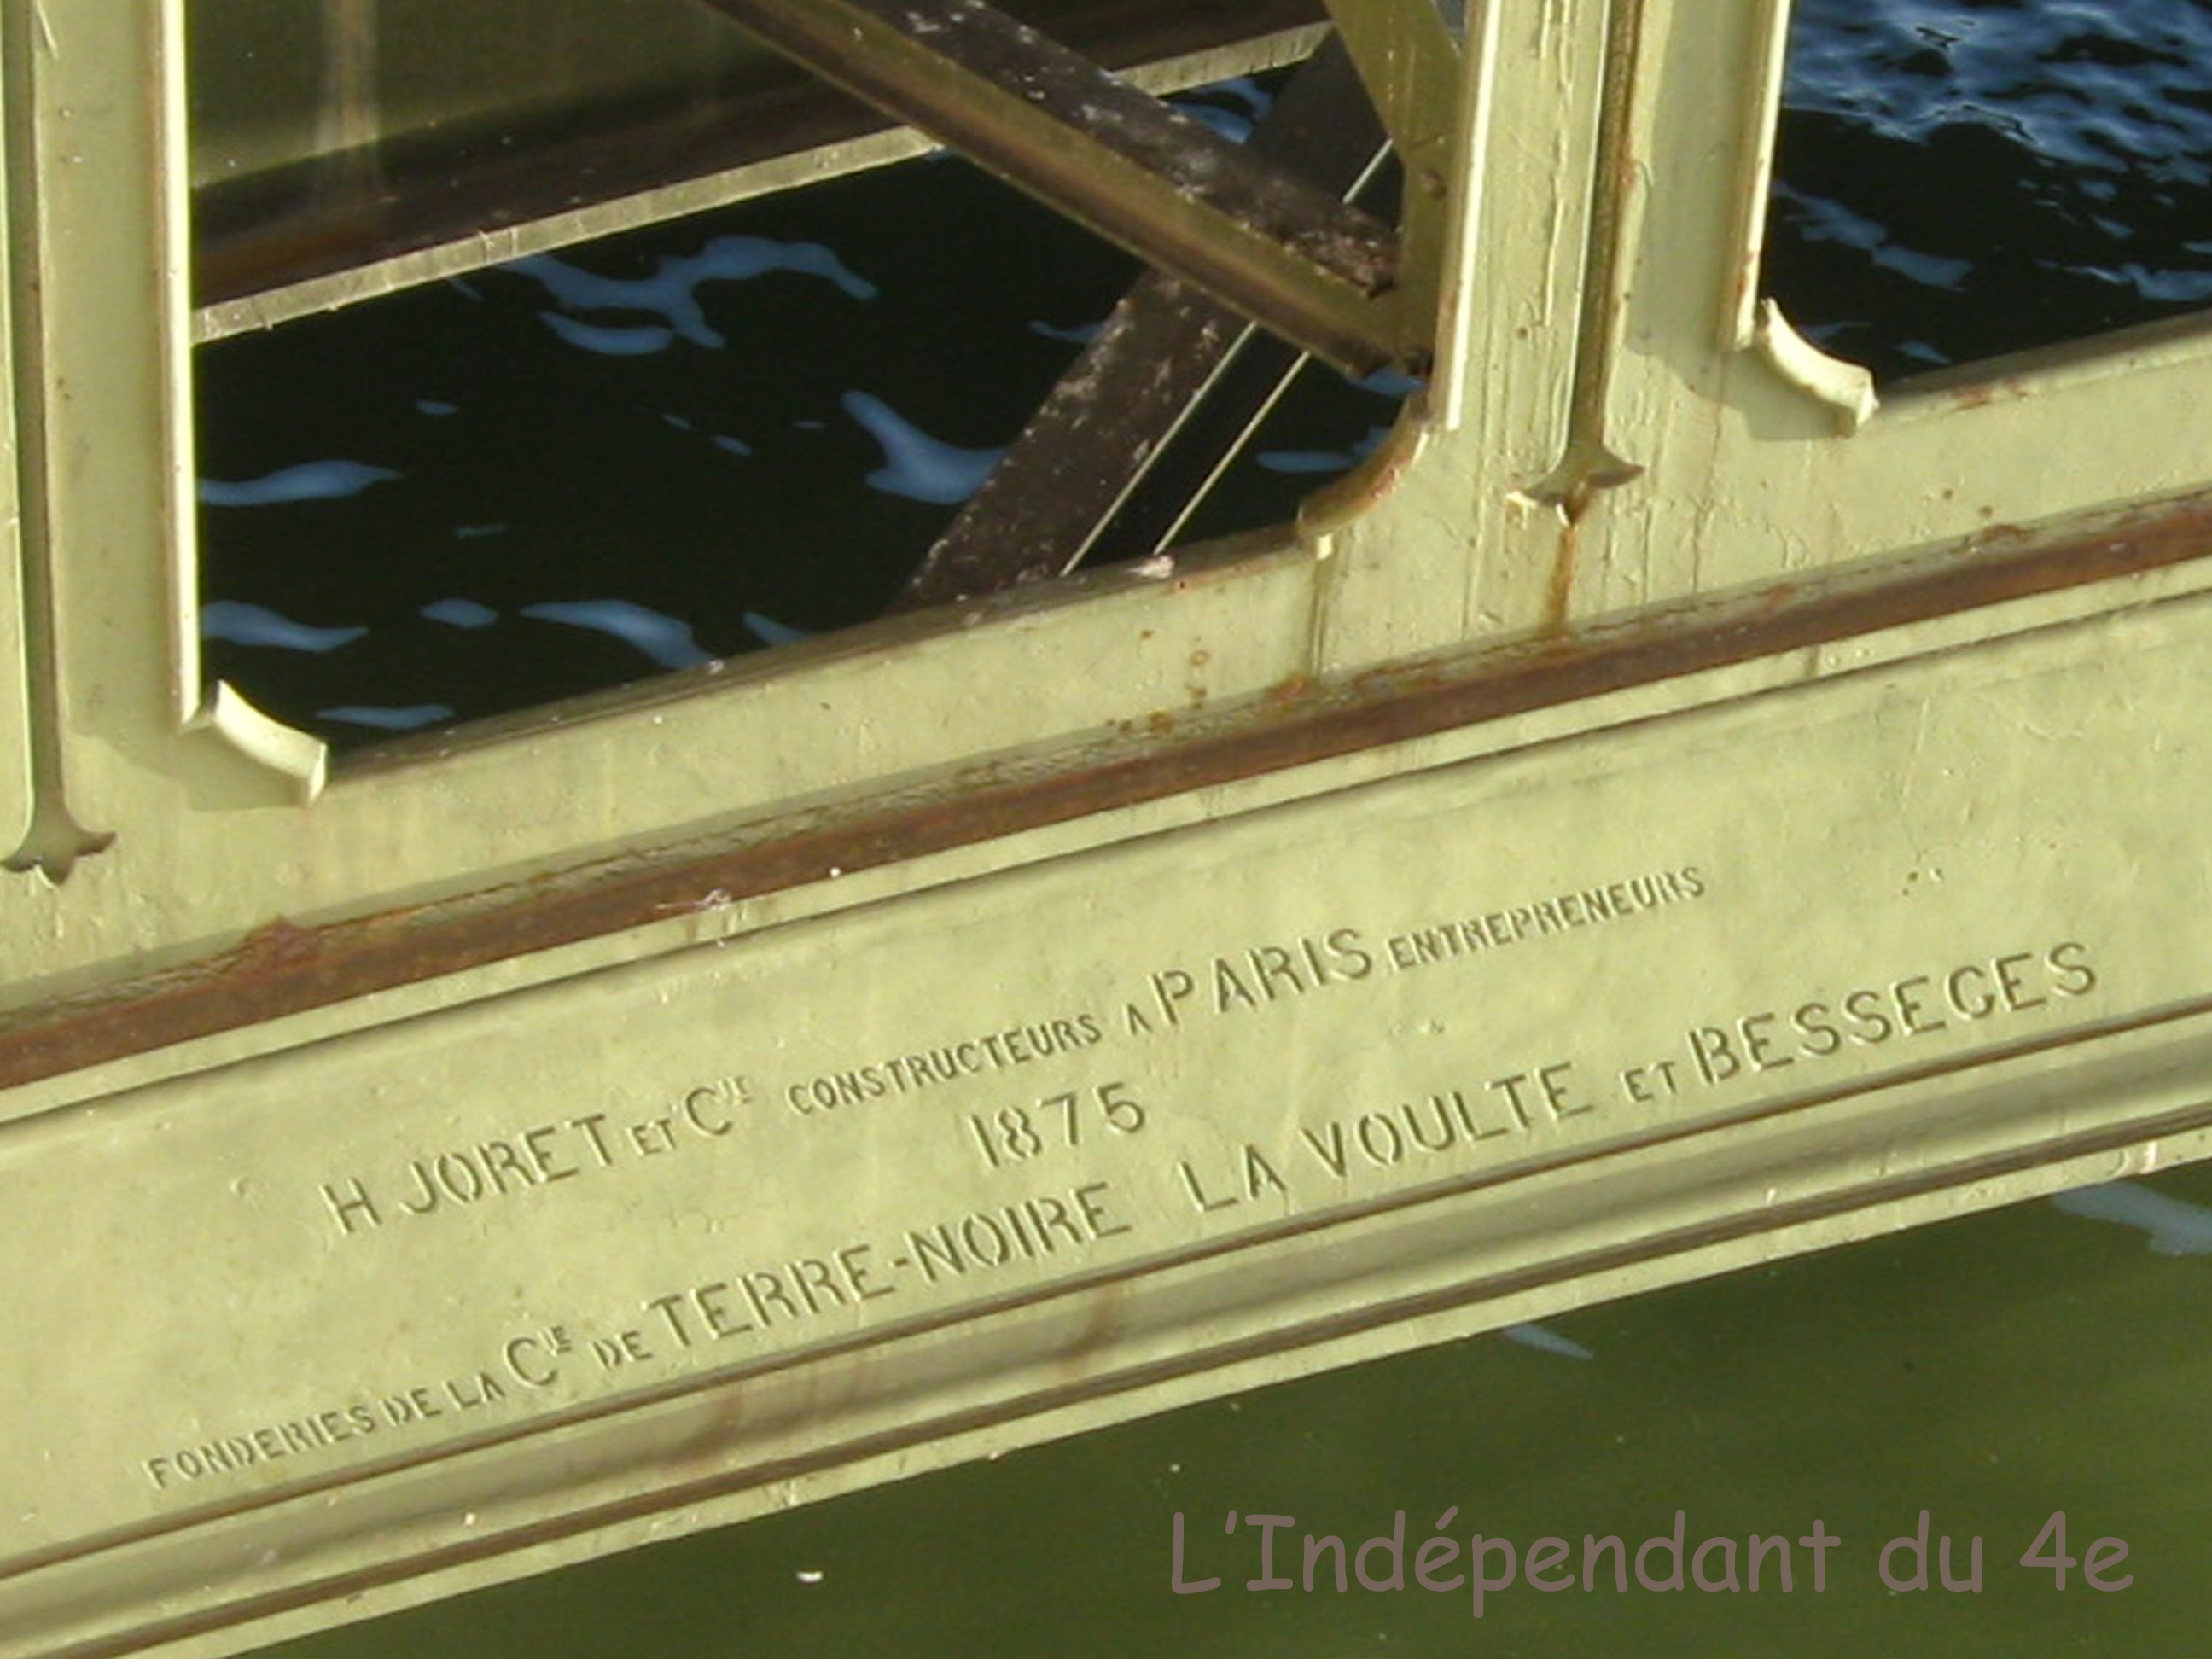 H JORET ET Cie CONSTRUCTEURS A PARIS ENTREPRENEURS
1875
FONDERIES DE LA Cie DE TERRE-NOIRE LA VOULTE ET BESSEGES
L'Indépendant du 4e